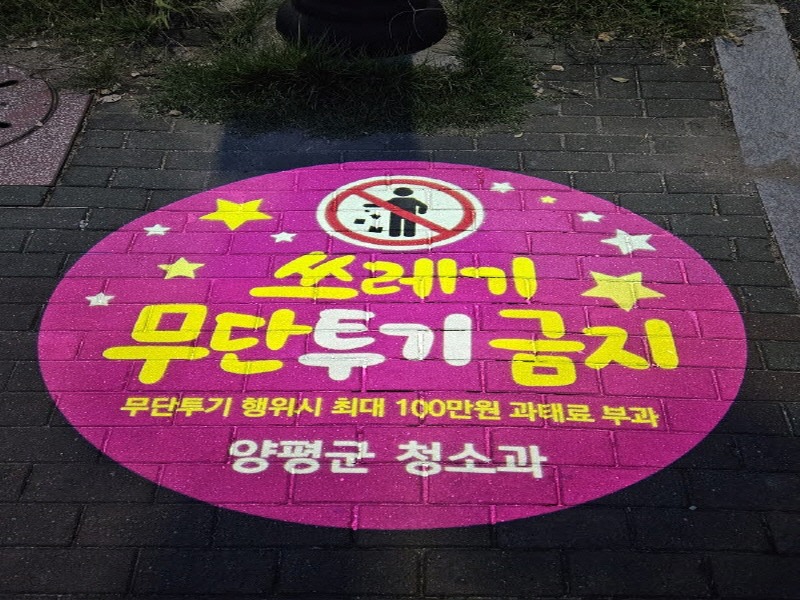 쓰레기
무단투기 금지
무단투기 행위시 최대 100만원 과태료 부과
양평군 청소과